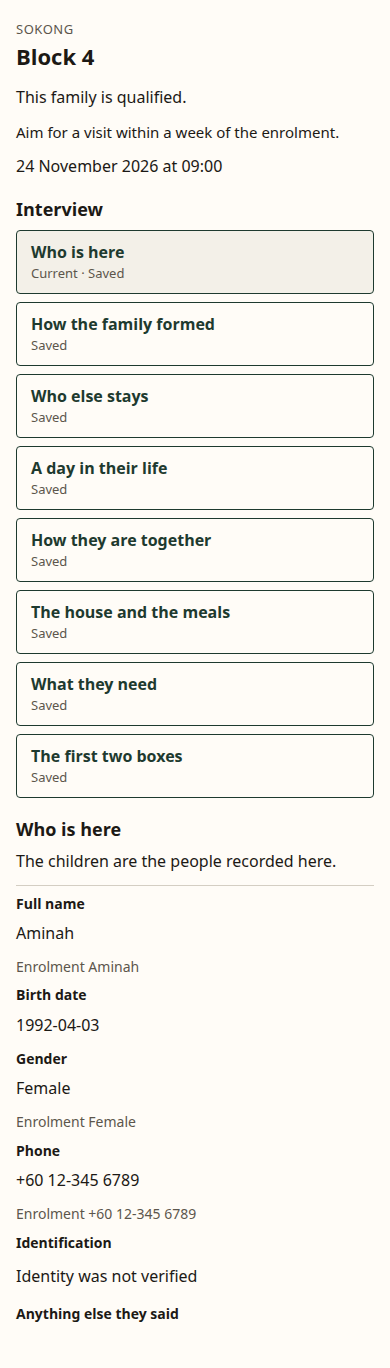 SOKONG
Block 4
This family is qualified.
Aim for a visit within a week of the enrolment.
24 November 2026 at 09:00
Interview
Who is here
Current · Saved
How the family formed
Saved
Who else stays
Saved
A day in their life
Saved
How they are together
Saved
The house and the meals
Saved
What they need
Saved
The first two boxes
Saved
Who is here
The children are the people recorded here.
Full name
Aminah
Enrolment Aminah
Birth date
1992-04-03
Gender
Female
Enrolment Female
Phone
+60 12-345 6789
Enrolment +60 12-345 6789
Identification
Identity was not verified
Anything else they said